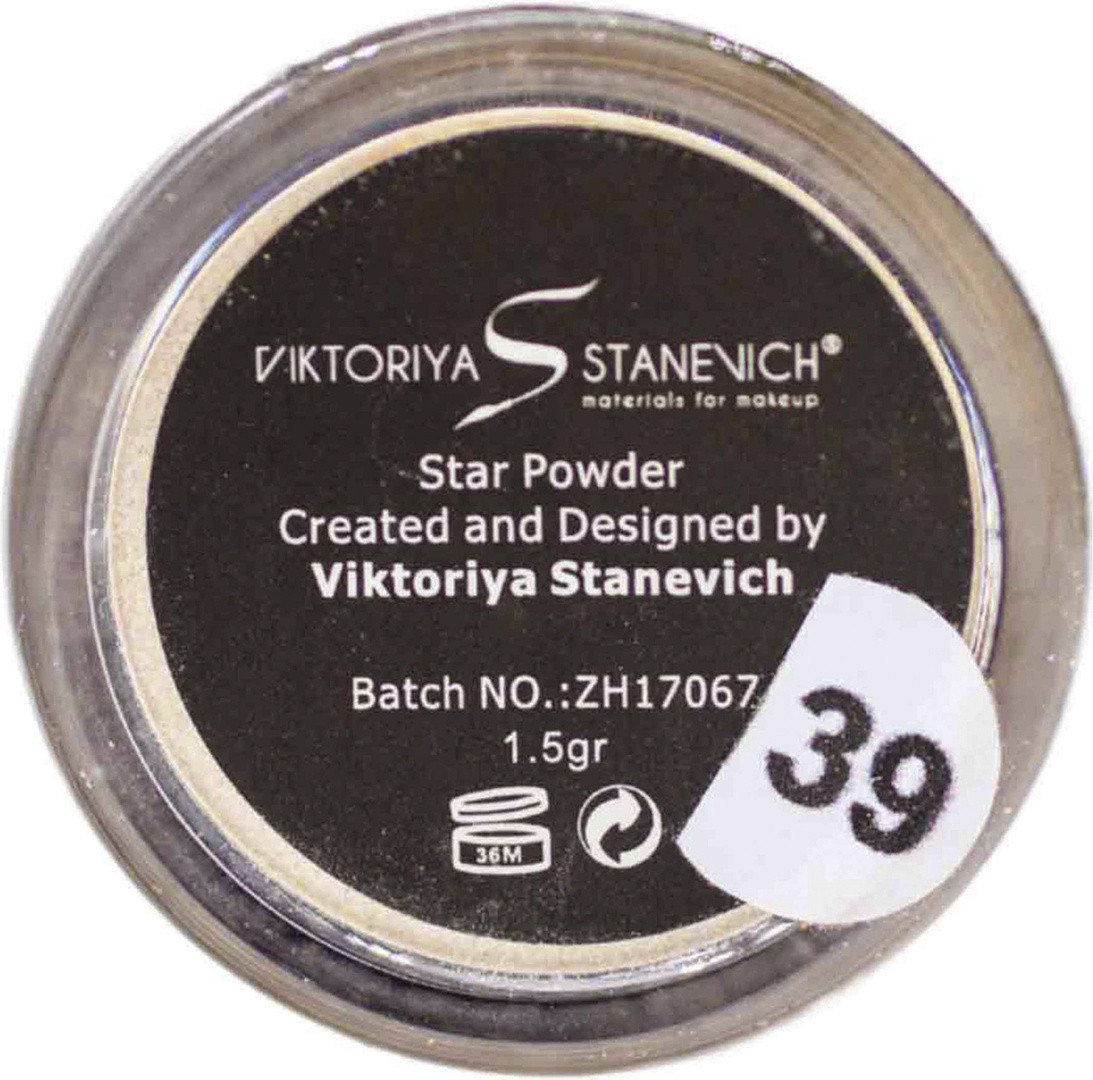 VIKTORIYA S STANEVICH®
materials for makeup
Star Powder
Created and Designed by
Viktoriya Stanevich
Batch NO.:ZH17067
1.5gr
36M
39